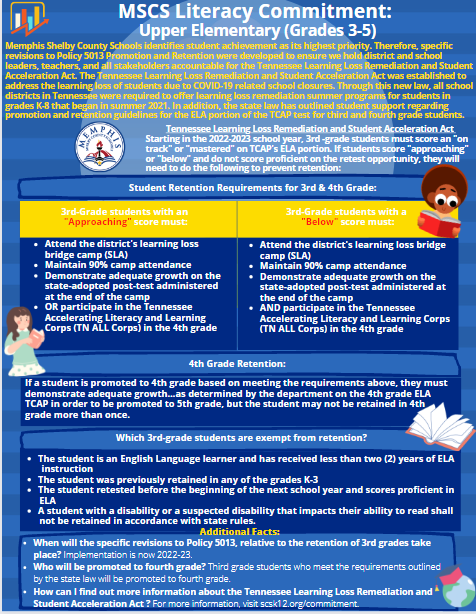 MSCS Literacy Commitment:
Upper Elementary (Grades 3-5)
Memphis Shelby County Schools identifies student achievement as its highest priority. Therefore, specific
revisions to Policy 5013 Promotion and Retention were developed to ensure we hold district and school
leaders, teachers, and all stakeholders accountable for the Tennessee Learning Loss Remediation and Student
Acceleration Act. The Tennessee Learning Loss Remediation and Student Acceleration Act was established to
address the learning loss of students due to COVID-19 related school closures. Through this new law, all school
districts in Tennessee were required to offer learning loss remediation summer programs for students in
grades K-8 that began in summer 2021. In addition, the state law has outlined student support regarding
promotion and retention guidelines for the ELA portion of the TCAP test for third and fourth grade students.
MEMPHIS
Tennessee Learning Loss Remediation and Student Acceleration Act
Starting in the 2022-2023 school year, 3rd -grade students must score an "on
track" or "mastered" on TCAP's ELA portion. If students score "approaching"
or "below" and do not score proficient on the retest opportunity, they will
need to do the following to prevent retention:
Student Retention Requirements for 3rd & 4th Grade:
3rd-Grade students with an
"Approaching" score must:
• Attend the district's learning loss
bridge camp (SLA)
• Maintain 90% camp attendance
• Demonstrate adequate growth on the
state-adopted post-test administered
at the end of the camp
• OR participate in the Tennessee
Accelerating Literacy and Learning
Corps (TN ALL Corps) in the 4th grade
3rd-Grade students with a
"Below" score must:
• Attend the district's learning loss bridge
camp (SLA)
• Maintain 90% camp attendance
• Demonstrate adequate growth on the
state-adopted post-test administered at
the end of the camp
• AND participate in the Tennessee
Accelerating Literacy and Learning Corps
(TN ALL Corps) in the 4th grade
4th Grade Retention:
If a student is promoted to 4th grade based on meeting the requirements above, they must
demonstrate adequate growth...as determined by the department on the 4th grade ELA
TCAP in order to be promoted to 5th grade, but the student may not be retained in 4th
grade more than once.
Which 3rd-grade students are exempt from retention?
• The student is an English Language learner and has received less than two (2) years of ELA
instruction
• The student was previously retained in any of the grades K-3
• The student retested before the beginning of the next school year and scores proficient in
ELA
• A student with a disability or a suspected disability that impacts their ability to read shall
not be retained in accordance with state rules.
Additional Facts:
• When will the specific revisions to Policy 5013, relative to the retention of 3rd grades take
place? Implementation is now 2022-23.
• Who will be promoted to fourth grade? Third grade students who meet the requirements outlined
by the state law will be promoted to fourth grade.
• How can I find out more information about the Tennessee Learning Loss Remediation and
Student Acceleration Act ? For more information, visit scsk12.org/commitment.